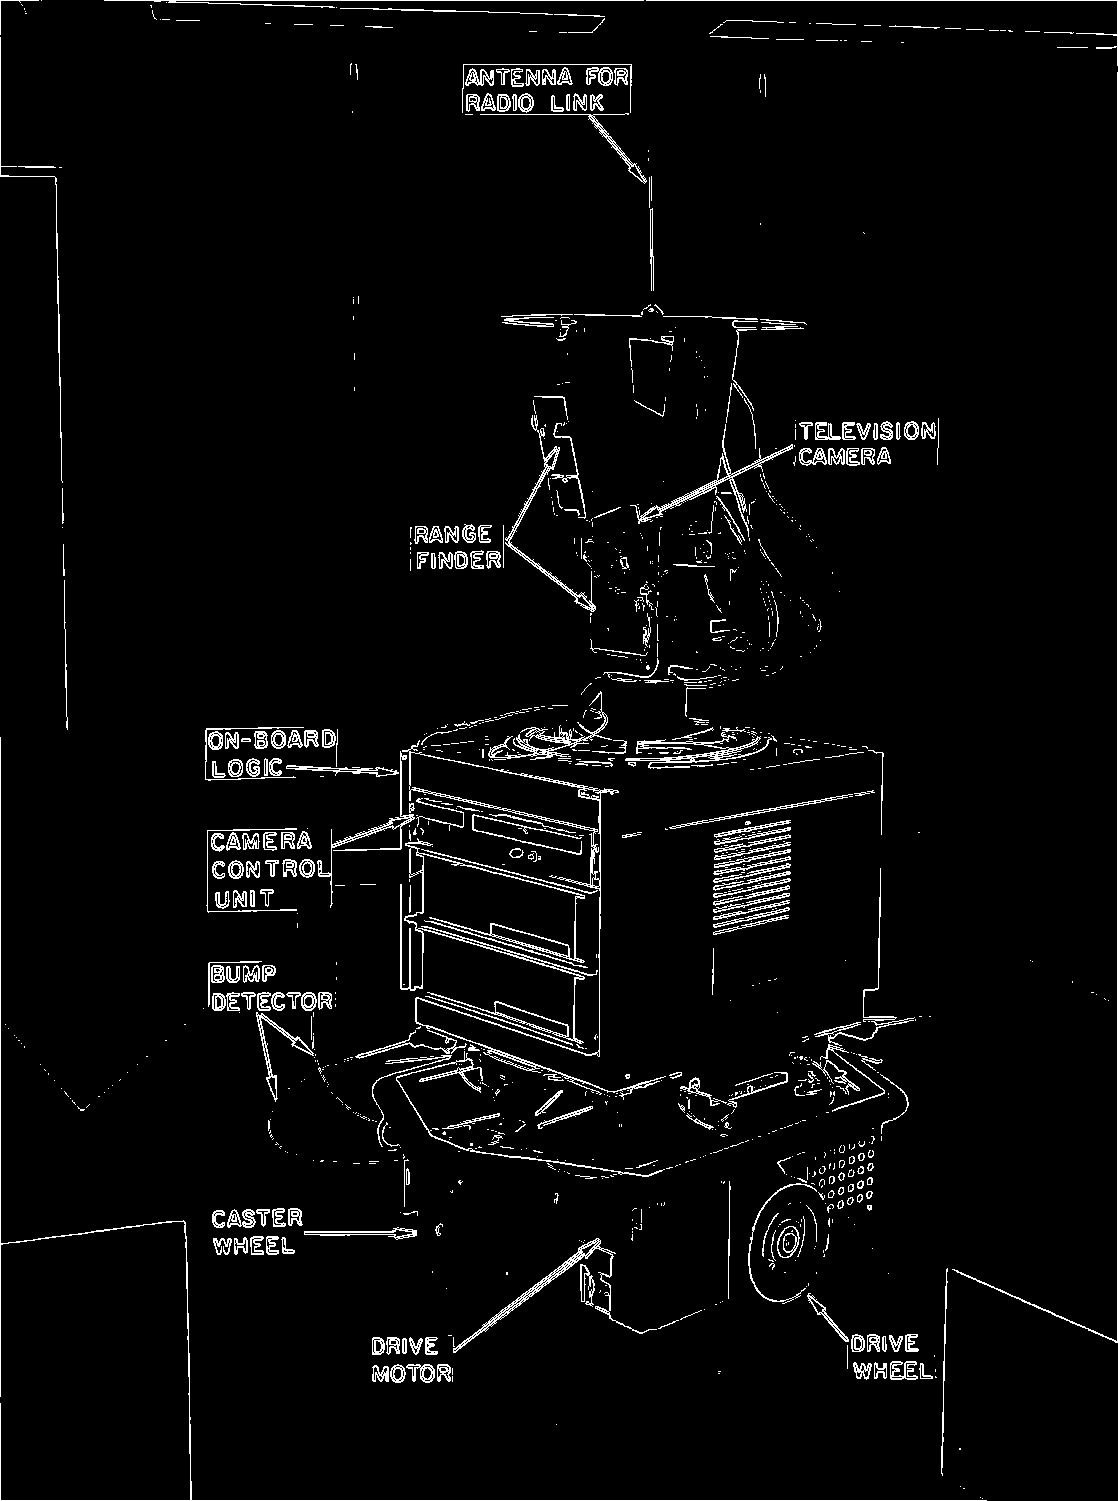 ANTENNA FOR
RADIO LINK
TELEVISION
CAMERA
RANGE
FINDER
ON-BOARD
LOGIC
CAMERA
CONTROL
UNIT
BUMP
DETECTOR
CASTER
WHEEL
DRIVE
MOTOR
DRIVE
WHEEL